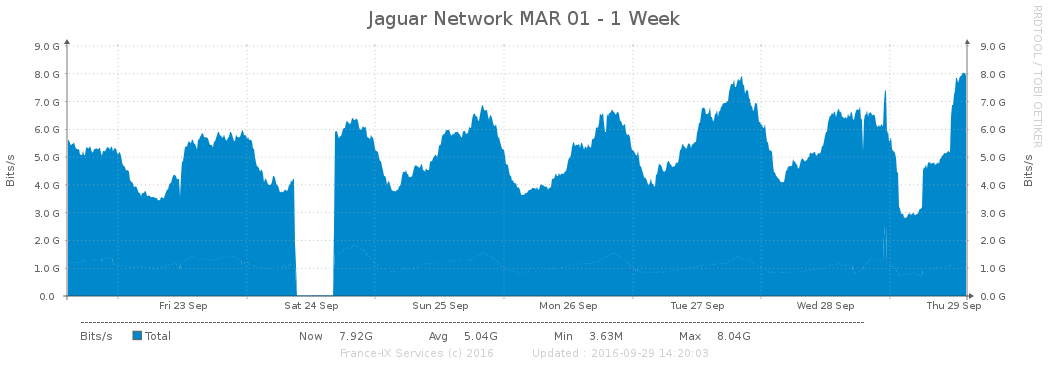 Jaguar Network MAR 01 - 1 Week
RRDTOOL / TOBI OETIKER
Bits/s
Bits/s
9.0 G 9.0 G
8.0 G 8.0 G
7.0 G 7.0 G
6.0 G 6.0 G
5.0 G 5.0 G
4.0 G 4.0 G
3.0 G 3.0 G
2.0 G 2.0 G
1.0 G 1.0 G
0.0 0.0 G
Fri 23 Sep Sat 24 Sep Sun 25 Sep Mon 26 Sep Tue 27 Sep Wed 28 Sep Thu 29 Sep
Bits/s Total Now 7.92G Avg 5.04G Min 3.63M Max 8.04G
France-IX Services (c) 2016 Updated : 2016-09-29 14:20:03